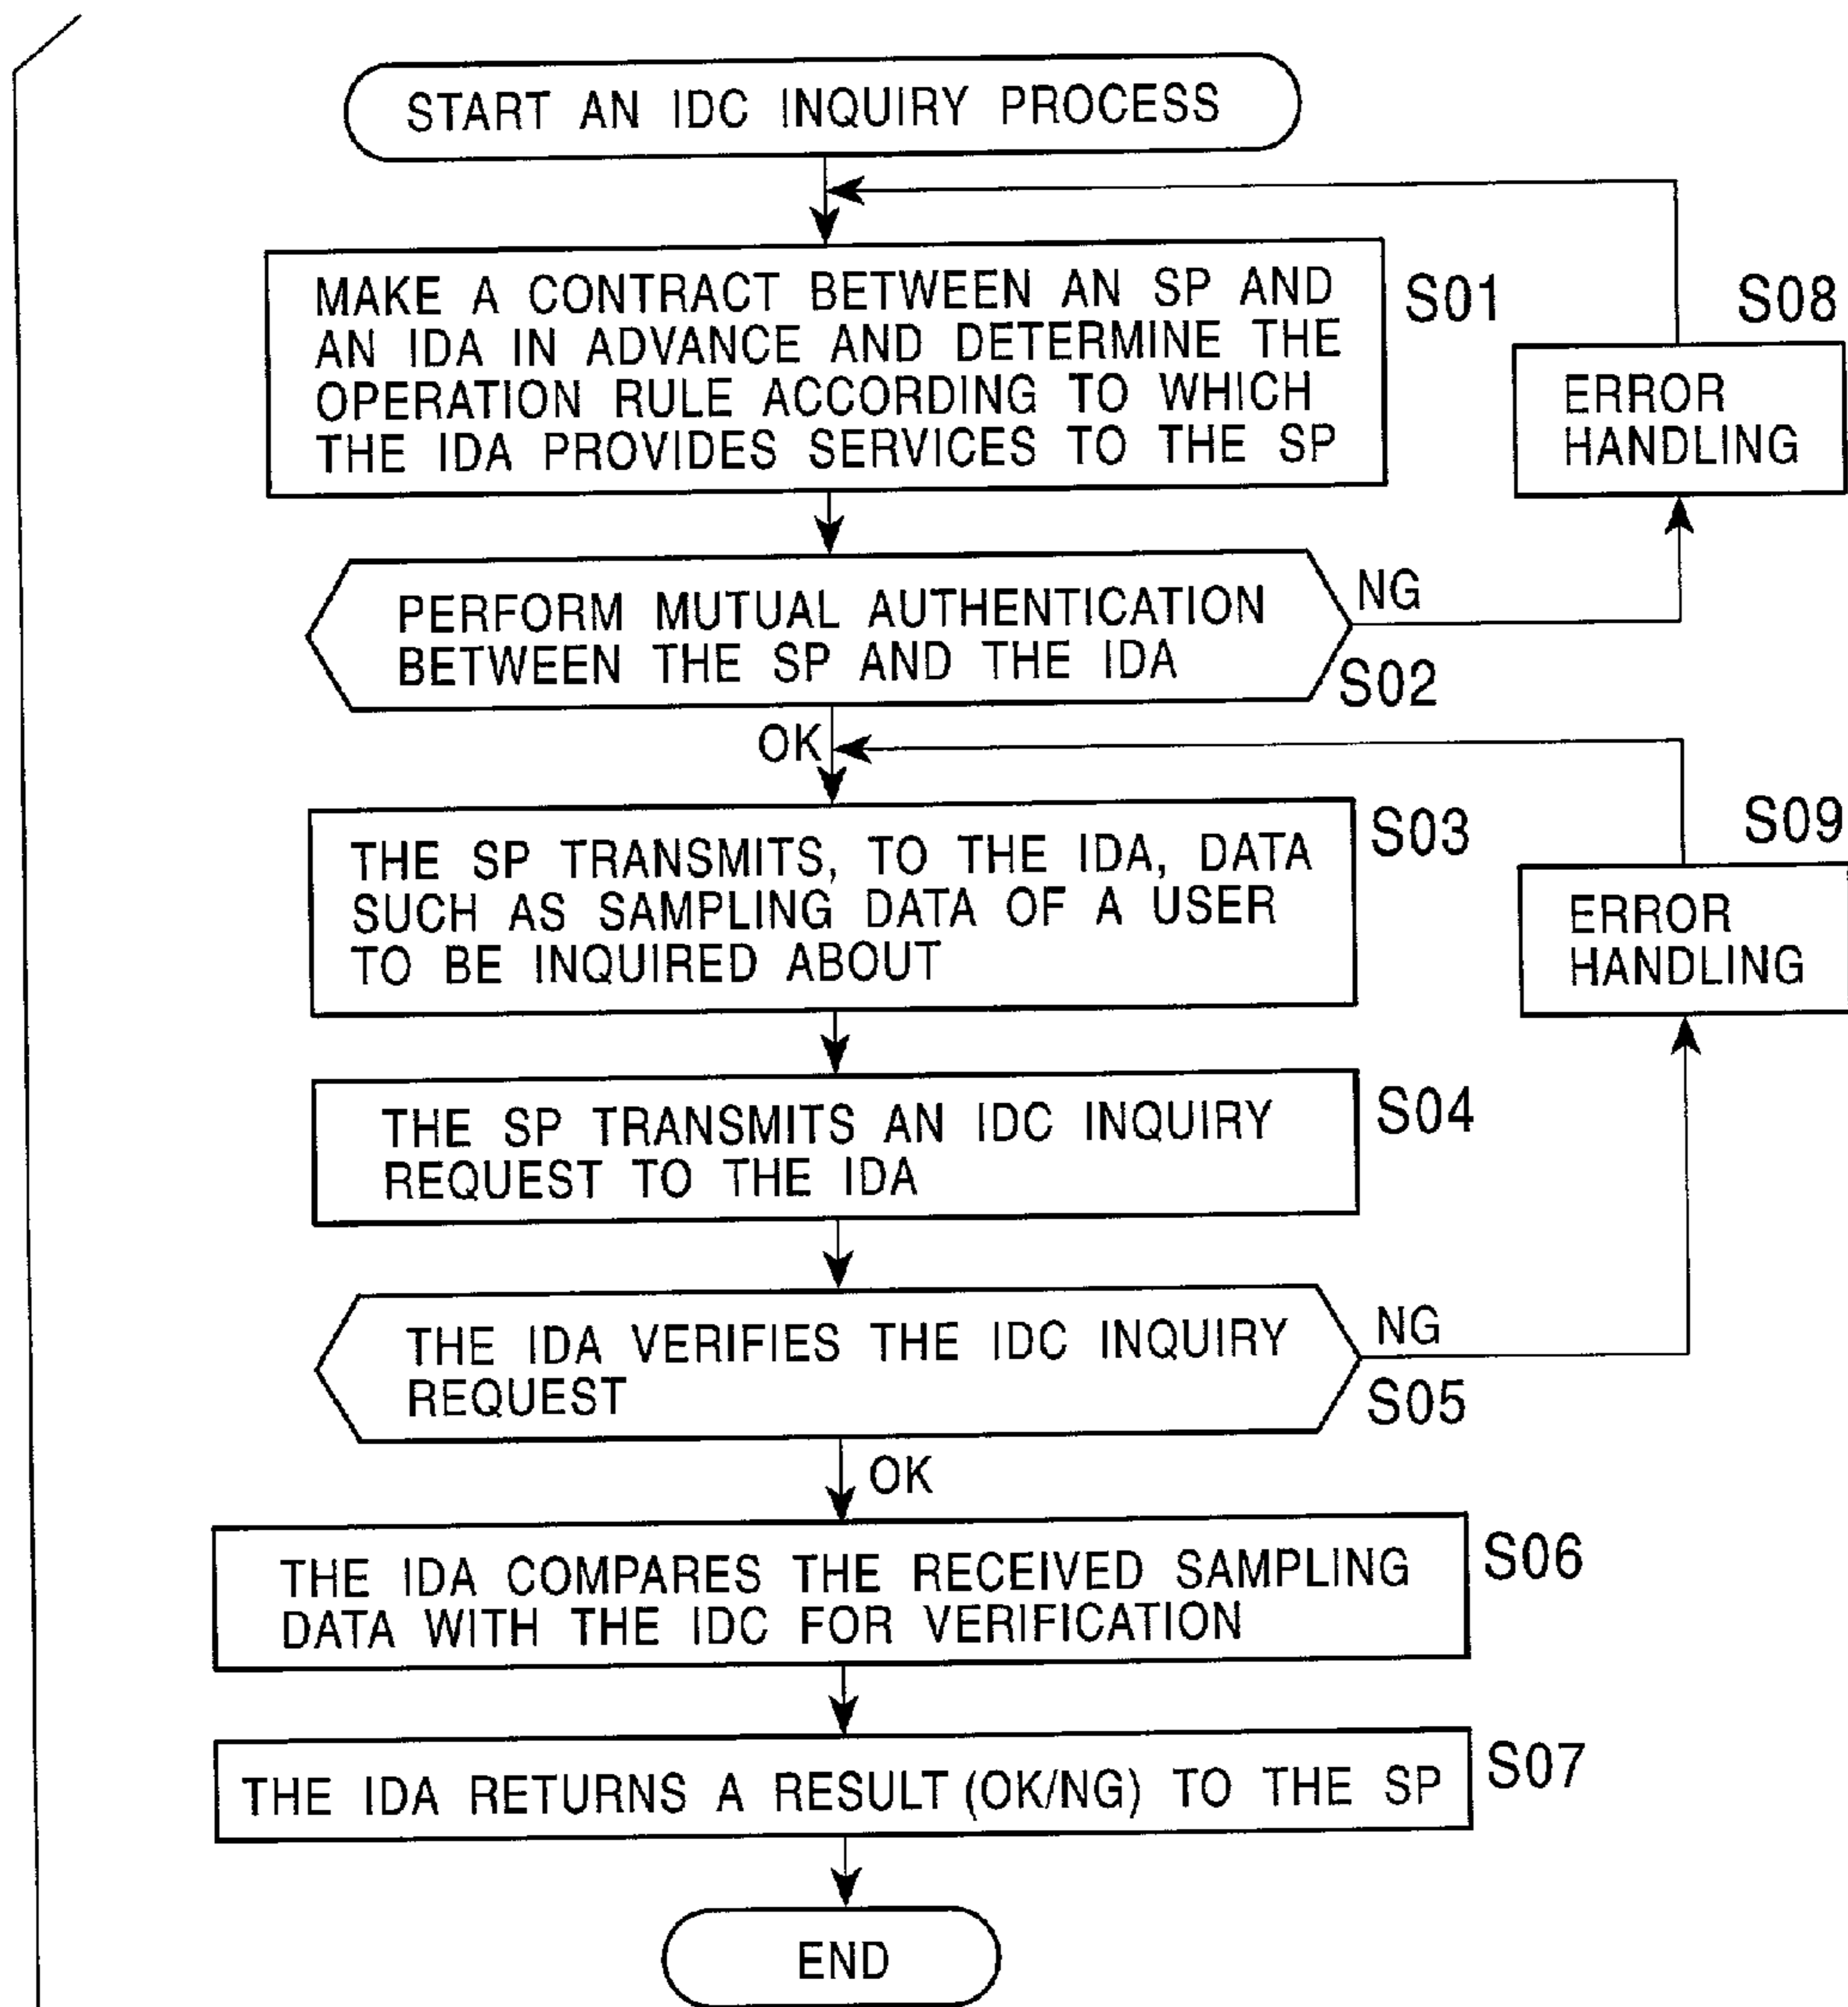 START AN IDC INQUIRY PROCESS
MAKE A CONTRACT BETWEEN AN SP AND
AN IDA IN ADVANCE AND DETERMINE THE
OPERATION RULE ACCORDING TO WHICH
THE IDA PROVIDES SERVICES TO THE SP
S01
S08
ERROR
HANDLING
PERFORM MUTUAL AUTHENTICATION
BETWEEN THE SP AND THE IDA
NG
S02
OK
THE SP TRANSMITS, TO THE IDA, DATA
SUCH AS SAMPLING DATA OF A USER
TO BE INQUIRED ABOUT
S03
S09
ERROR
HANDLING
THE SP TRANSMITS AN IDC INQUIRY
REQUEST TO THE IDA
S04
THE IDA VERIFIES THE IDC INQUIRY
REQUEST
NG
S05
OK
THE IDA COMPARES THE RECEIVED SAMPLING
DATA WITH THE IDC FOR VERIFICATION
S06
THE IDA RETURNS A RESULT (OK/NG) TO THE SP
S07
END